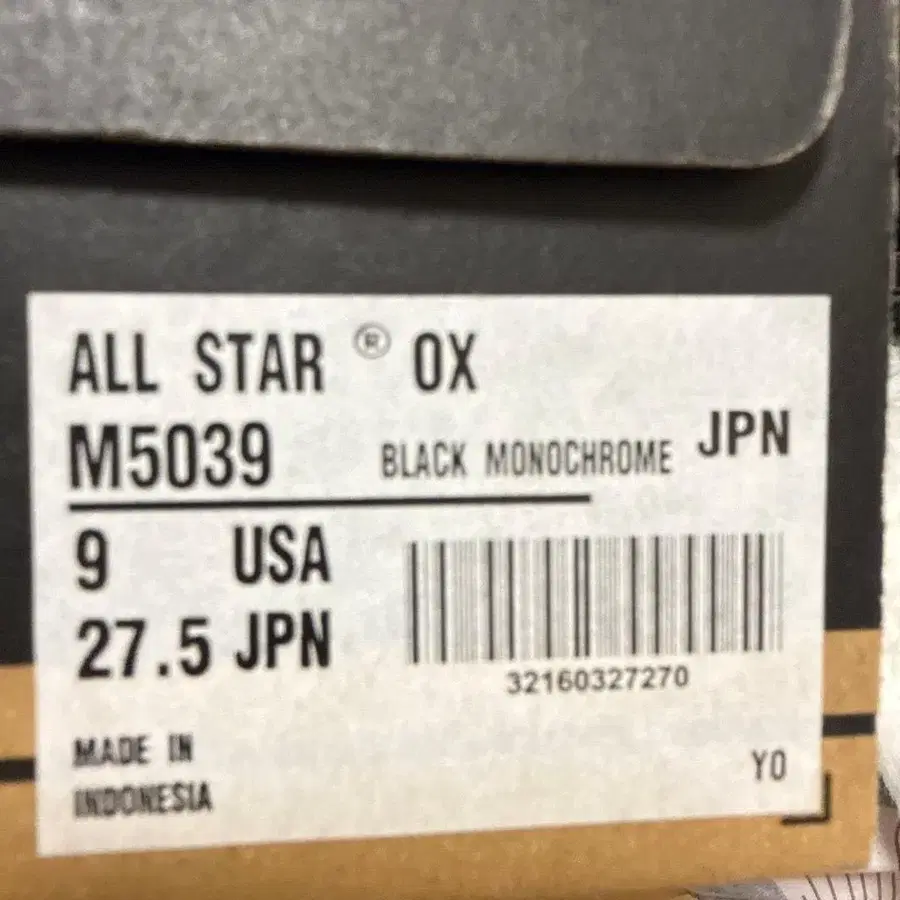 ALL STAR ® OX
M5039 BLACK MONOCHROME JPN
9 USA
27.5 JPN
32160327270
MADE IN
INDONESIA
YO